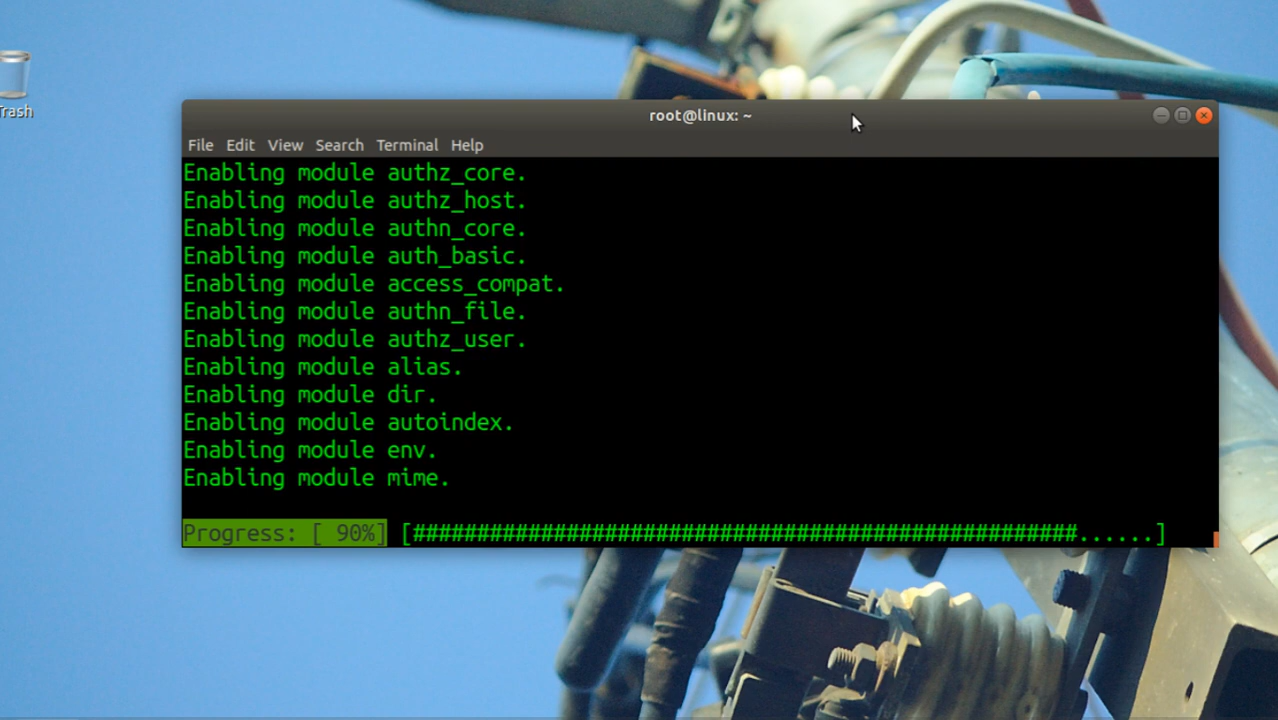 Trash
root@linux: ~
File Edit View Search Terminal Help
Enabling module authz_core.
Enabling module authz_host.
Enabling module authn_core.
Enabling module auth_basic.
Enabling module access_compat.
Enabling module authn_file.
Enabling module authz_user.
Enabling module alias.
Enabling module dir.
Enabling module autoindex.
Enabling module env.
Enabling module mime.
Progress: [ 90%] [####################################################......]